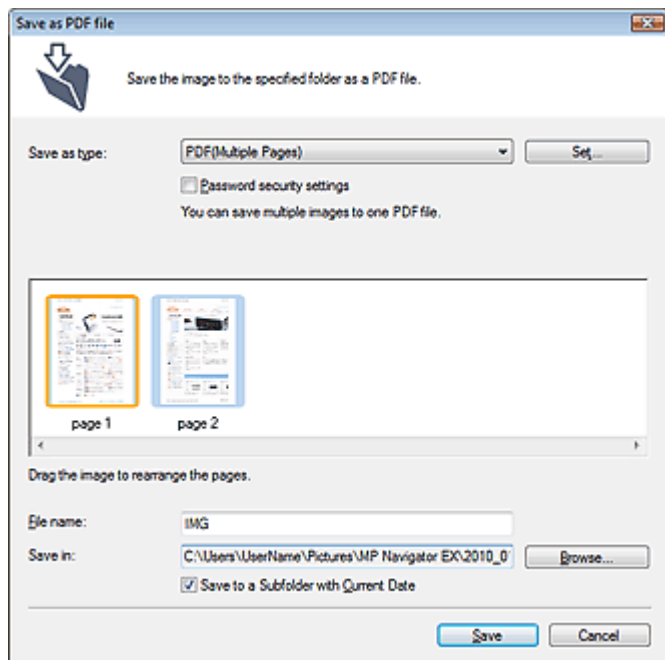 Save as PDF file
Save the image to the specified folder as a PDF file.
Save as type: PDF(Multiple Pages) Set...
Password security settings
You can save multiple images to one PDF file.
page 1 page 2
Drag the image to rearrange the pages.
File name: IMG
Save in: C:\Users\UserName\Pictures\MP Navigator EX\2010_0 Browse...
Save to a Subfolder with Current Date
Save Cancel